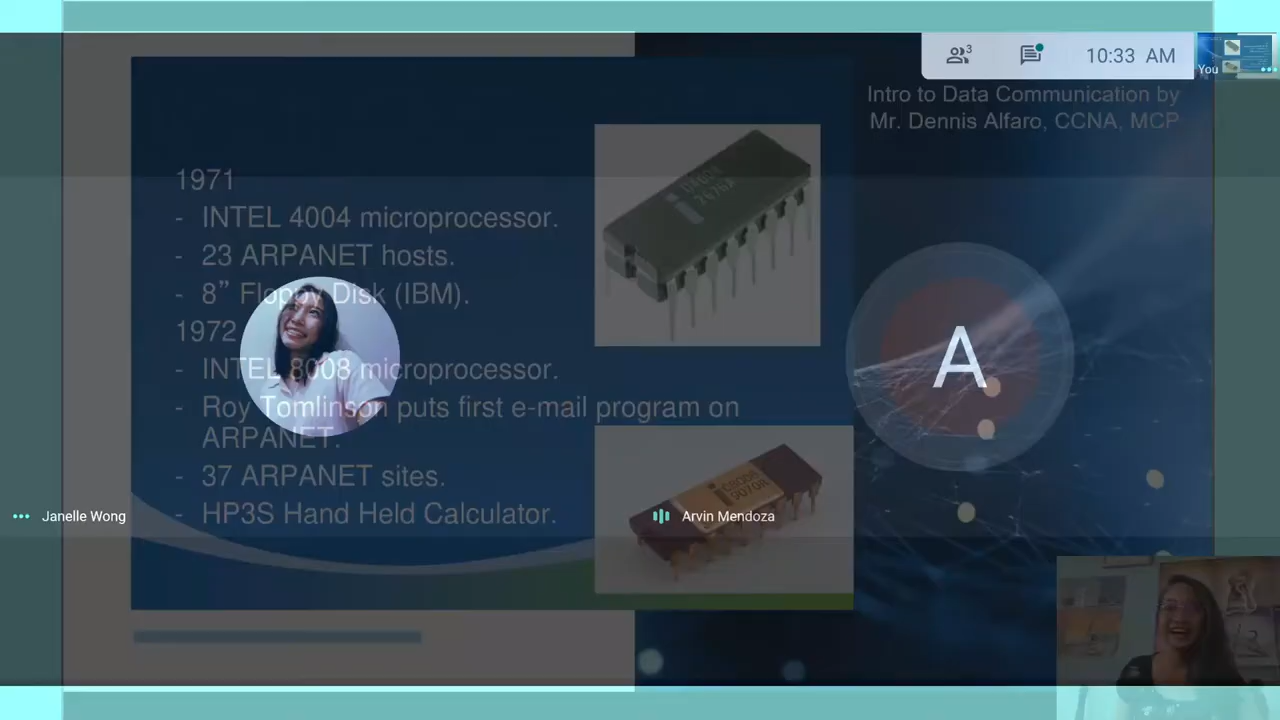 3
10:33 AM
You
Intro to Data Communication by
Mr. Dennis Alfaro, CCNA, MCP
1971
- INTEL 4004 microprocessor.
- 23 ARPANET hosts.
- 8” Floppy Disk (IBM).
1972
- INTEL 8008 microprocessor.
- Roy Tomlinson puts first e-mail program on
ARPANET.
- 37 ARPANET sites.
- HP3S Hand Held Calculator.
A
Janelle Wong
Arvin Mendoza